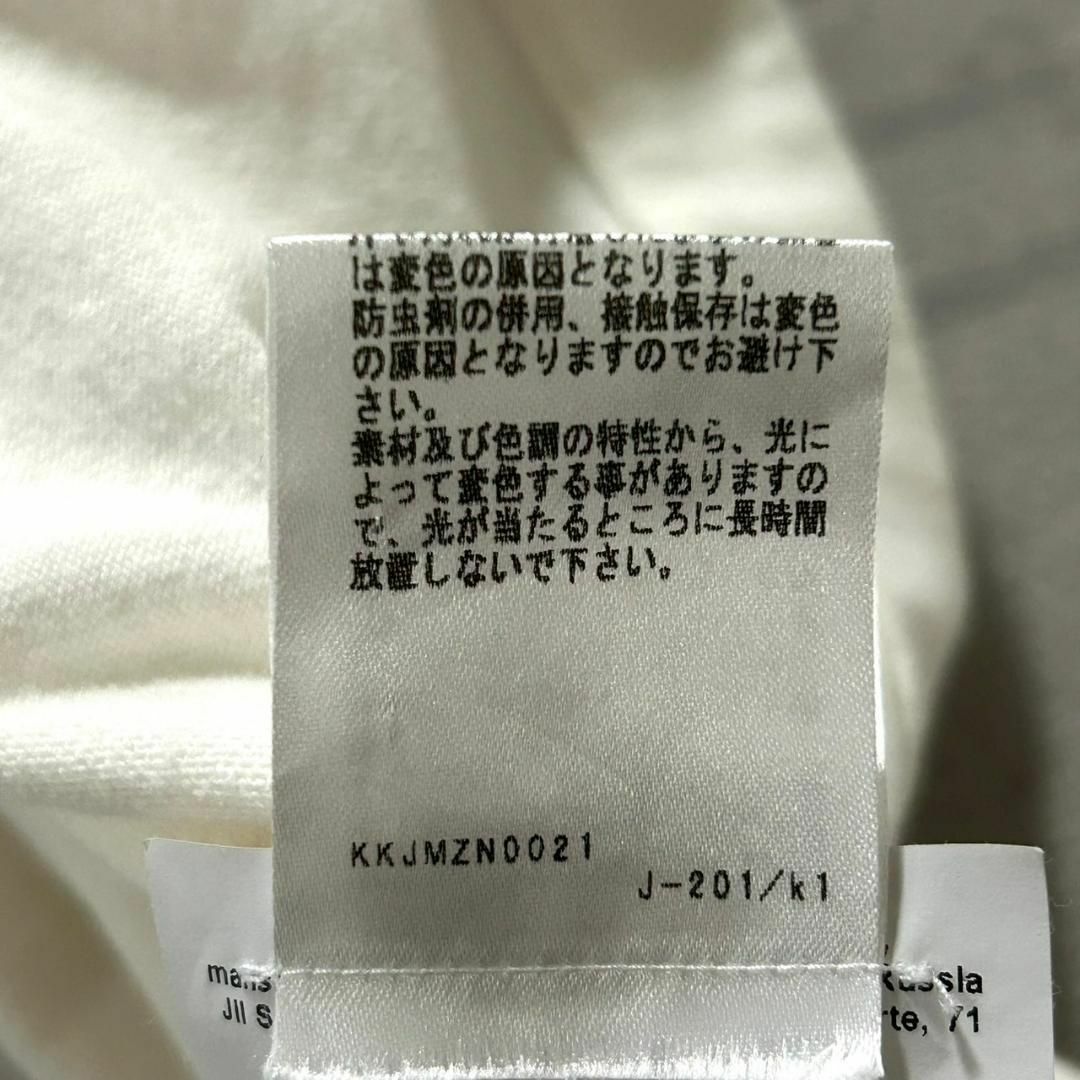 は変色の原因となります。
防虫剤の併用、接触保存は変色
の原因となりますのでお避け下
さい。
素材及び色調の特性から、光に
よって変色する事がありますの
で、光が当たるところに長時間
放置しないで下さい。
KKJMZN0021
J-201/k1
Russia
Jil S
rte, 71